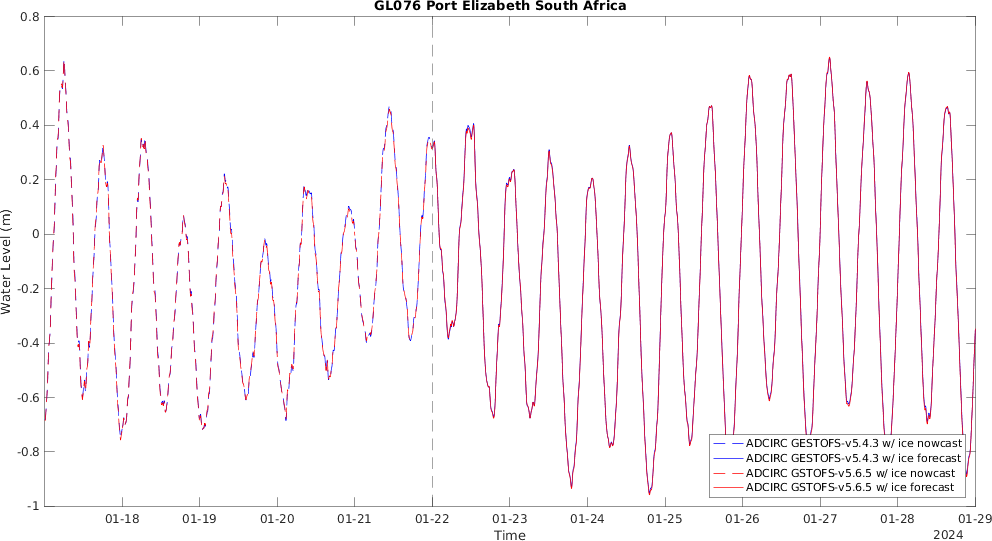 GL076 Port Elizabeth South Africa
0.8
0.6
0.4
0.2
0
-0.2
-0.4
-0.6
-0.8
-1
Water Level (m)
ADCIRC GESTOFS-v5.4.3 w/ ice nowcast
ADCIRC GESTOFS-v5.4.3 w/ ice forecast
ADCIRC GSTOFS-v5.6.5 w/ ice nowcast
ADCIRC GSTOFS-v5.6.5 w/ ice forecast
01-18 01-19 01-20 01-21 01-22 01-23 01-24 01-25 01-26 01-27 01-28 01-29
Time
2024